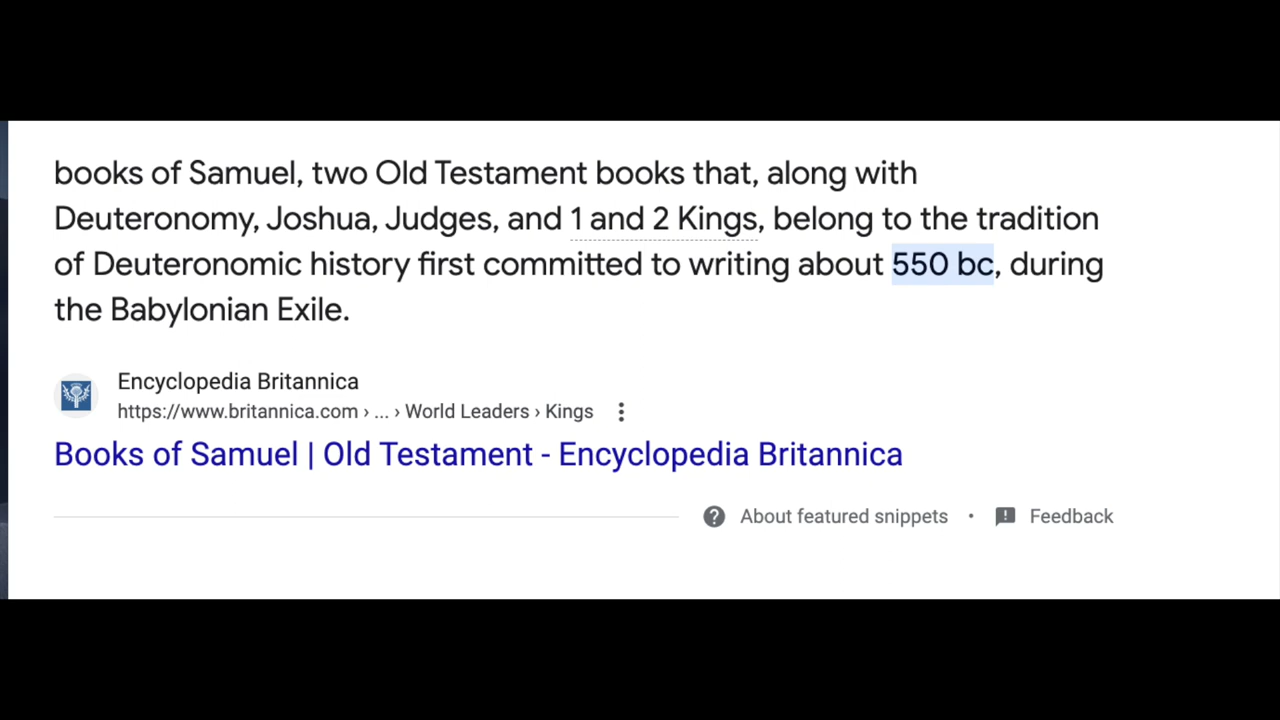 books of Samuel, two Old Testament books that, along with
Deuteronomy, Joshua, Judges, and 1 and 2 Kings, belong to the tradition
of Deuteronomic history first committed to writing about 550 bc, during
the Babylonian Exile.
Encyclopedia Britannica
https://www.britannica.com › ... › World Leaders › Kings
Books of Samuel | Old Testament - Encyclopedia Britannica
About featured snippets • Feedback